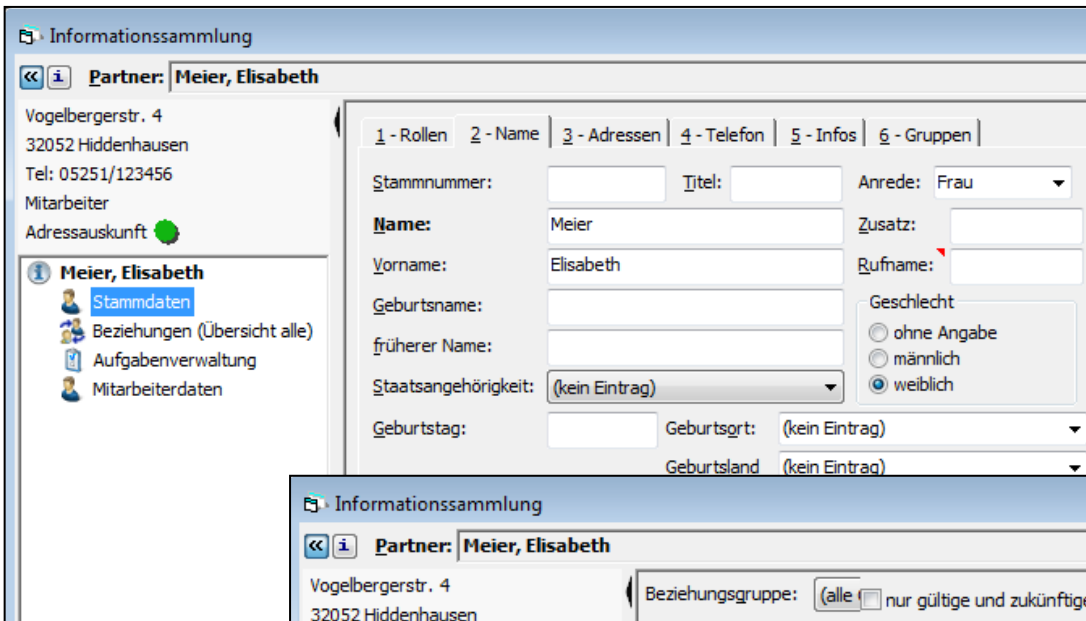 Informationssammlung
Partner: Meier, Elisabeth
Vogelbergerstr. 4
32052 Hiddenhausen
Tel: 05251/123456
Mitarbeiter
Adressauskunft
Meier, Elisabeth
Stammdaten
Beziehungen (Übersicht alle)
Aufgabenverwaltung
Mitarbeiterdaten
1 - Rollen 2 - Name 3 - Adressen 4 - Telefon 5 - Infos 6 - Gruppen
Stammnummer: Titel: Anrede: Frau
Name: Meier Zusatz:
Vorname: Elisabeth Rufname:
Geburtsname: Geschlecht
ohne Angabe
früherer Name: männlich
Staatsangehörigkeit: (kein Eintrag) weiblich
Geburtstag: Geburtsort: (kein Eintrag)
Geburtsland (kein Eintrag)
Informationssammlung
Partner: Meier, Elisabeth
Vogelbergerstr. 4
32052 Hiddenhausen
Beziehungsgruppe: (alle nur gültige und zukünftige